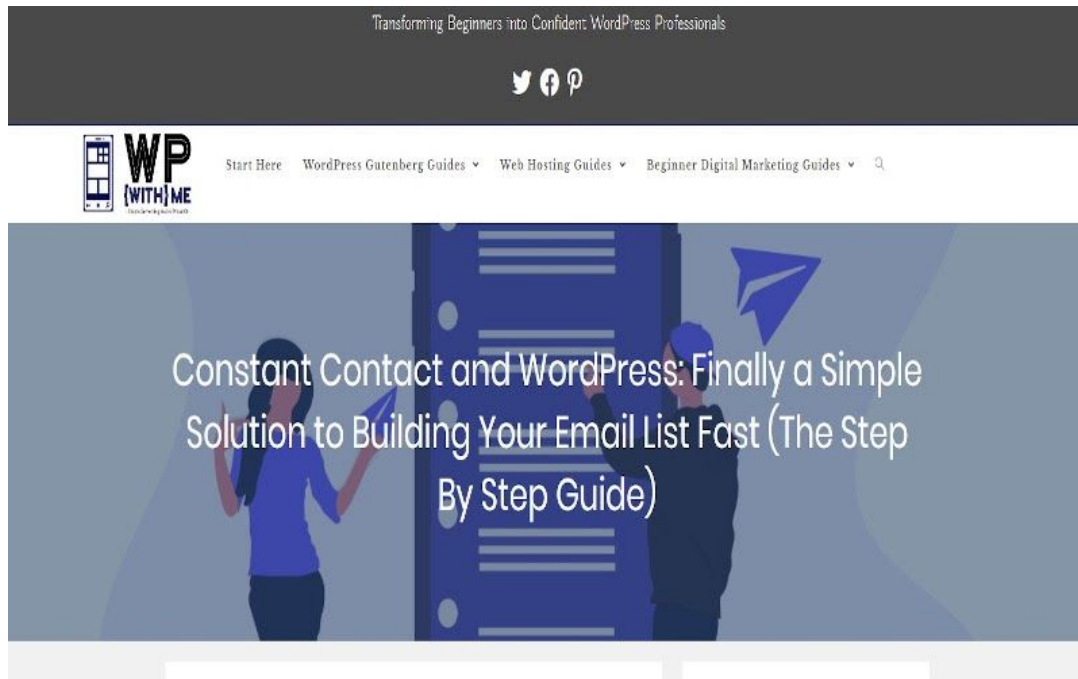 Transforming Beginners into Confident WordPress Professionals
WP
{WITH} ME
Start Here WordPress Gutenberg Guides Web Hosting Guides Beginner Digital Marketing Guides
Constant Contact and WordPress: Finally a Simple
Solution to Building Your Email List Fast (The Step
By Step Guide)